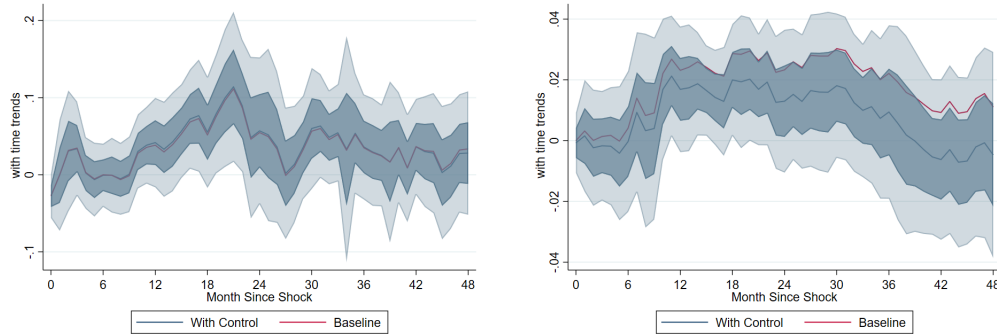 with time trends
.2
.1
0
-.1
0 6 12 18 24 30 36 42 48
Month Since Shock
With Control Baseline
with time trends
.04
.02
0
-.02
-.04
0 6 12 18 24 30 36 42 48
Month Since Shock
With Control Baseline